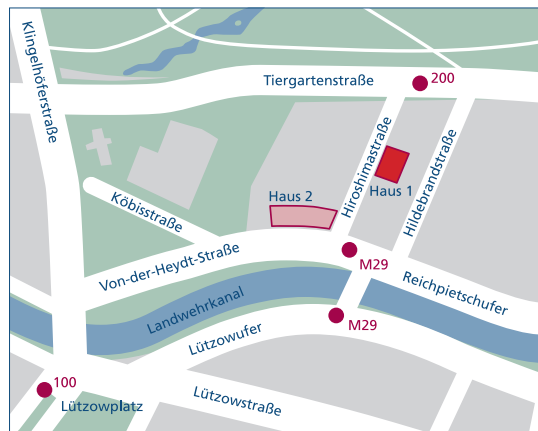 Klingelhöferstraße
Tiergartenstraße
200
Hiroshimastraße
Haus 1
Hildebrandstraße
Haus 2
Köbisstraße
Von-der-Heydt-Straße
M29
Reichpietschufer
Landwehrkanal
M29
Lützowufer
100
Lützowplatz
Lützowstraße